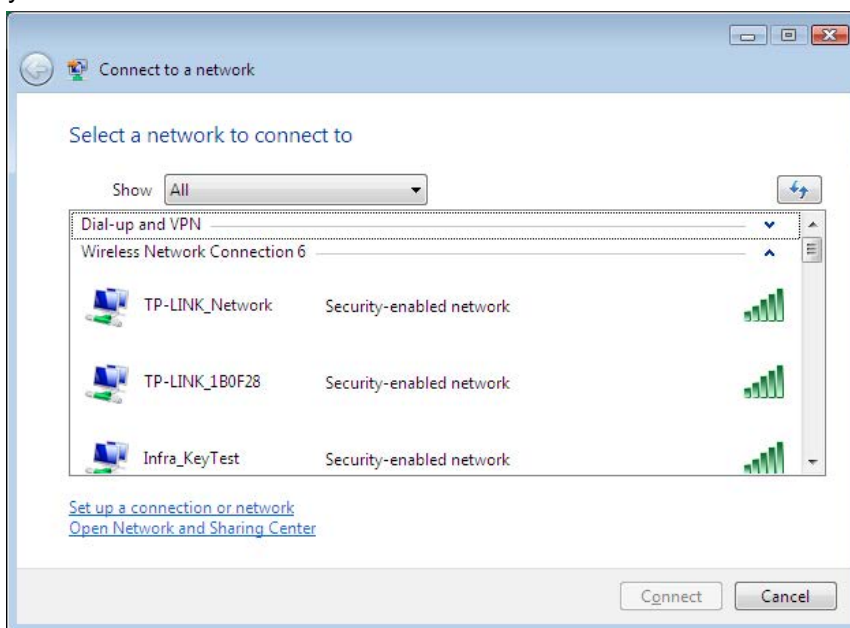 Connect to a network
Select a network to connect to
Show All
Dial-up and VPN
Wireless Network Connection 6
TP-LINK_Network Security-enabled network
TP-LINK_1B0F28 Security-enabled network
Infra_KeyTest Security-enabled network
Set up a connection or network
Open Network and Sharing Center
Connect Cancel